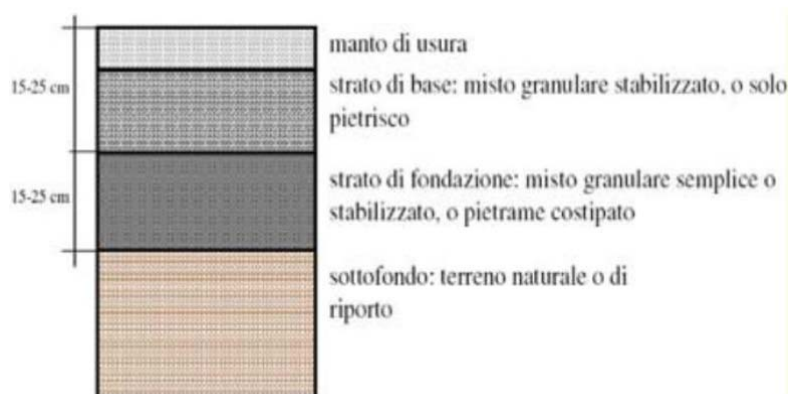 manto di usura
15-25 cm
strato di base: misto granulare stabilizzato, o solo
pietrisco
15-25 cm
strato di fondazione: misto granulare semplice o
stabilizzato, o pietrame costipato
sottofondo: terreno naturale o di
riporto